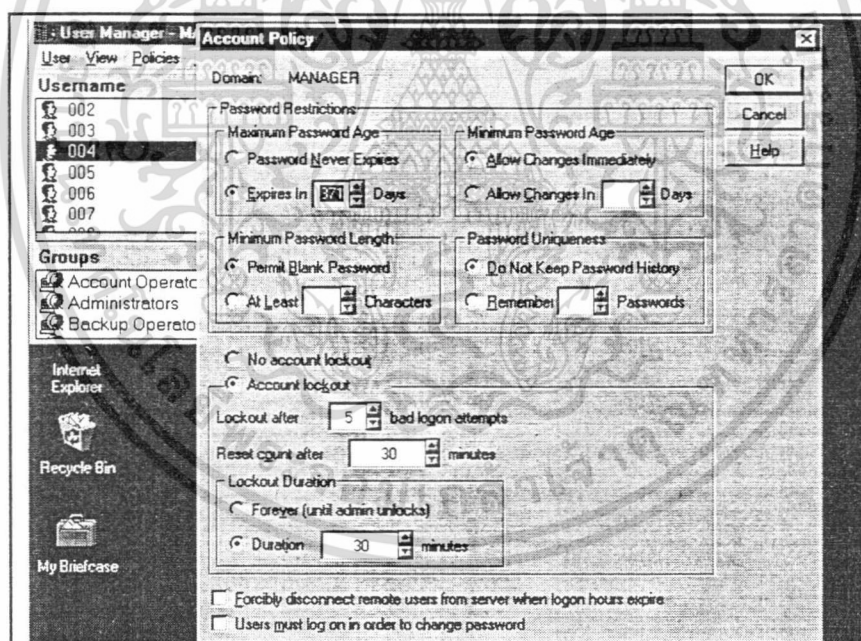 User Manager - M
Account Policy
User View Policies
Username
002
003
004
005
006
007
Groups
Account Operato
Administrators
Backup Operato
Internet
Explorer
Recycle Bin
My Briefcase
Domain: MANAGER
OK
Cancel
Help
Password Restrictions
Maximum Password Age
Password Never Expires
Expires In 371 Days
Minimum Password Age
Allow Changes Immediately
Allow Changes In Days
Minimum Password Length
Permit Blank Password
At Least Characters
Password Uniqueness
Do Not Keep Password History
Remember Passwords
No account lockout
Account lockout
Lockout after 5 bad logon attempts
Reset count after 30 minutes
Lockout Duration
Forever (until admin unlocks)
Duration 30 minutes
Forcibly disconnect remote users from server when logon hours expire
Users must log on in order to change password